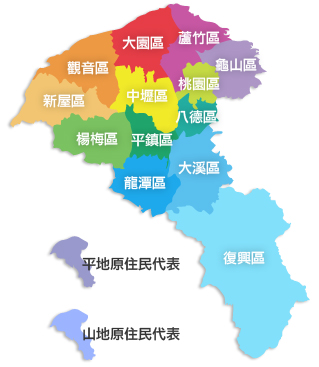 大園區
蘆竹區
觀音區
龜山區
桃園區
新屋區
中壢區
八德區
楊梅區
平鎮區
大溪區
龍潭區
復興區
平地原住民代表
山地原住民代表